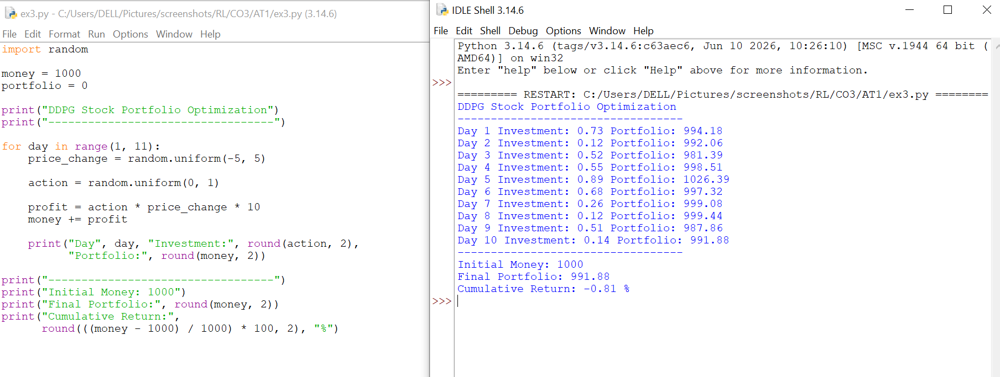 ex3.py - C:/Users/DELL/Pictures/screenshots/RL/CO3/AT1/ex3.py (3.14.6)
File Edit Format Run Options Window Help
import random
money = 1000
portfolio = 0
print("DDPG Stock Portfolio Optimization")
print("----------------------------------")
for day in range(1, 11):
    price_change = random.uniform(-5, 5)
    action = random.uniform(0, 1)
    profit = action * price_change * 10
    money += profit
    print("Day", day, "Investment:", round(action, 2),
          "Portfolio:", round(money, 2))
print("----------------------------------")
print("Initial Money: 1000")
print("Final Portfolio:", round(money, 2))
print("Cumulative Return:",
      round(((money - 1000) / 1000) * 100, 2), "%")
IDLE Shell 3.14.6
File Edit Shell Debug Options Window Help
Python 3.14.6 (tags/v3.14.6:c63aec6, Jun 10 2026, 10:26:10) [MSC v.1944 64 bit (
AMD64)] on win32
Enter "help" below or click "Help" above for more information.
>>>
========= RESTART: C:/Users/DELL/Pictures/screenshots/RL/CO3/AT1/ex3.py ========
DDPG Stock Portfolio Optimization
----------------------------------
Day 1 Investment: 0.73 Portfolio: 994.18
Day 2 Investment: 0.12 Portfolio: 992.06
Day 3 Investment: 0.52 Portfolio: 981.39
Day 4 Investment: 0.55 Portfolio: 998.51
Day 5 Investment: 0.89 Portfolio: 1026.39
Day 6 Investment: 0.68 Portfolio: 997.32
Day 7 Investment: 0.26 Portfolio: 999.08
Day 8 Investment: 0.12 Portfolio: 999.44
Day 9 Investment: 0.51 Portfolio: 987.86
Day 10 Investment: 0.14 Portfolio: 991.88
----------------------------------
Initial Money: 1000
Final Portfolio: 991.88
Cumulative Return: -0.81 %
>>>